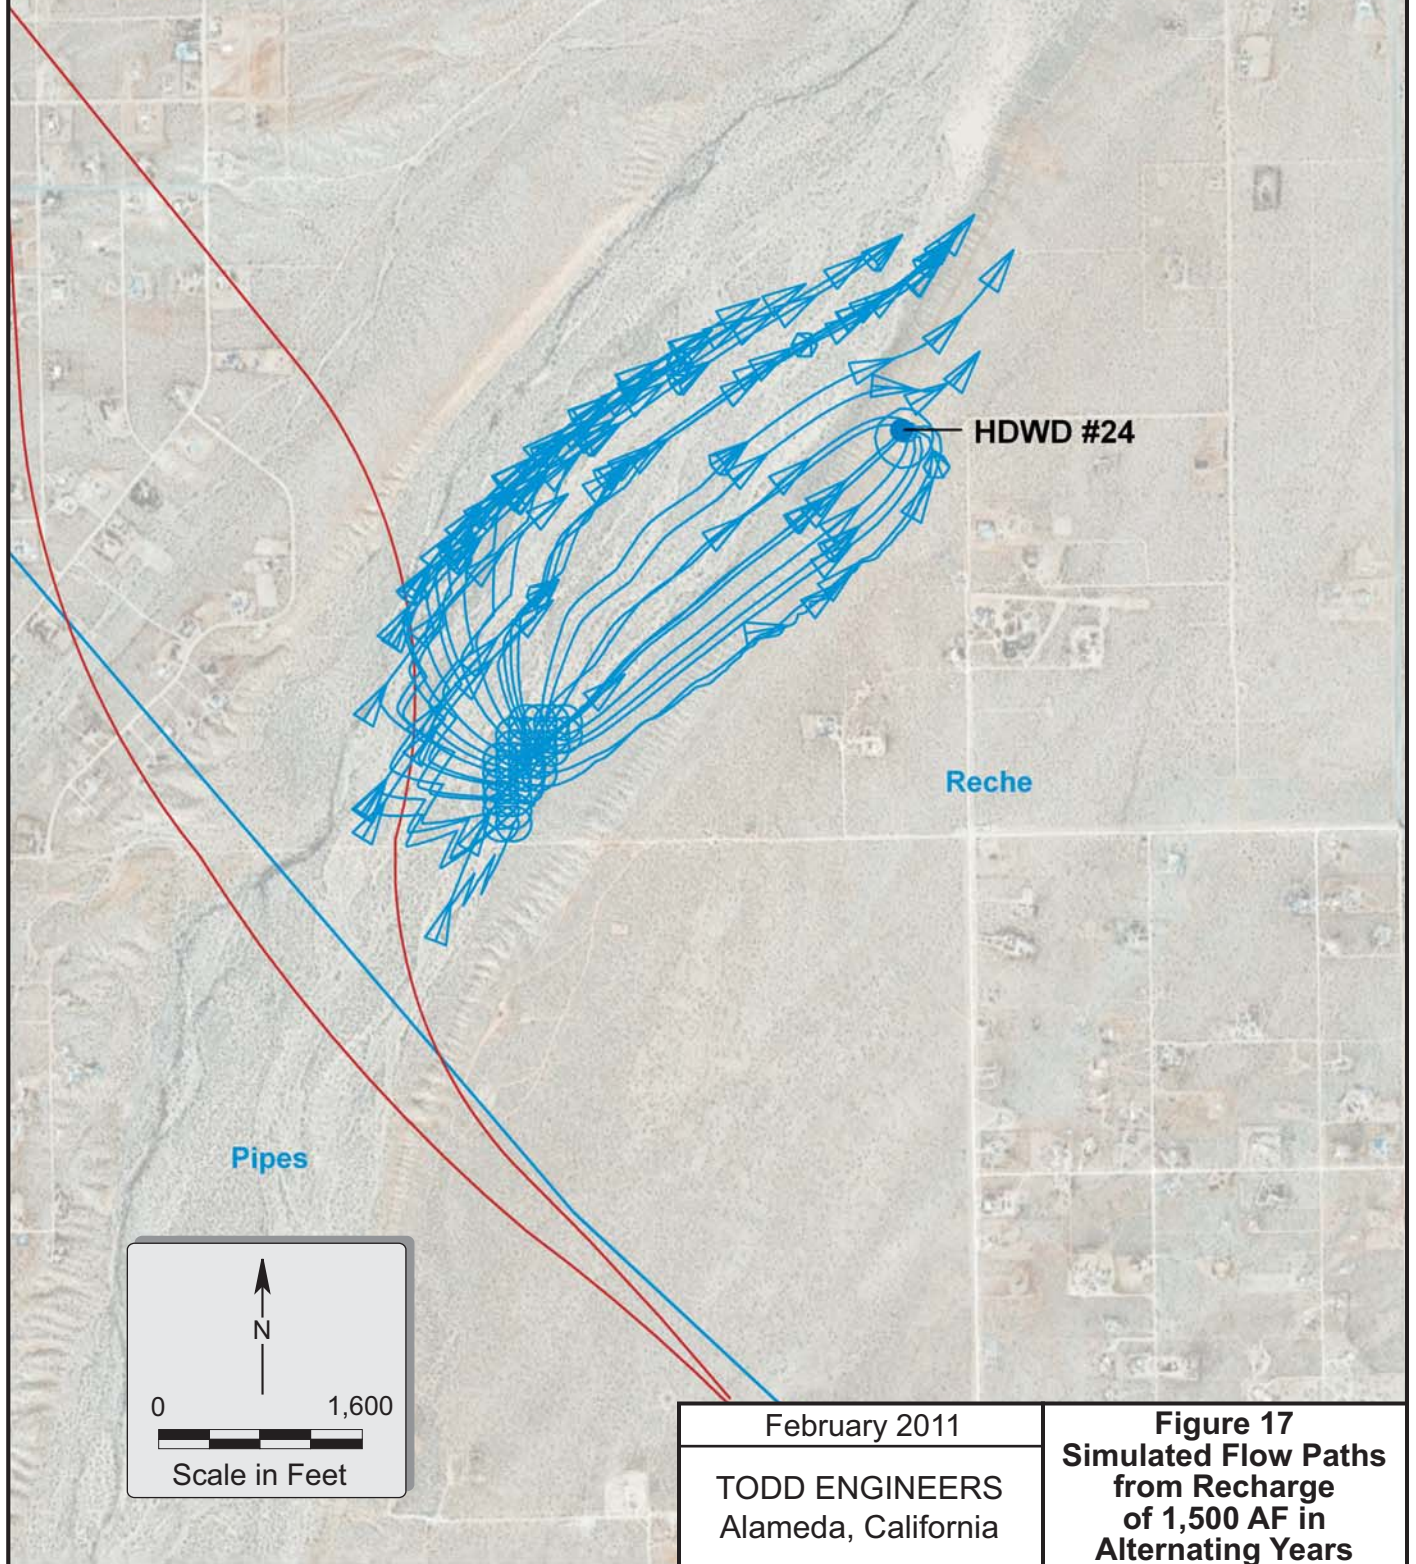 HDWD #24
Reche
Pipes
N
0 1,600
Scale in Feet
February 2011
TODD ENGINEERS
Alameda, California
Figure 17
Simulated Flow Paths
from Recharge
of 1,500 AF in
Alternating Years